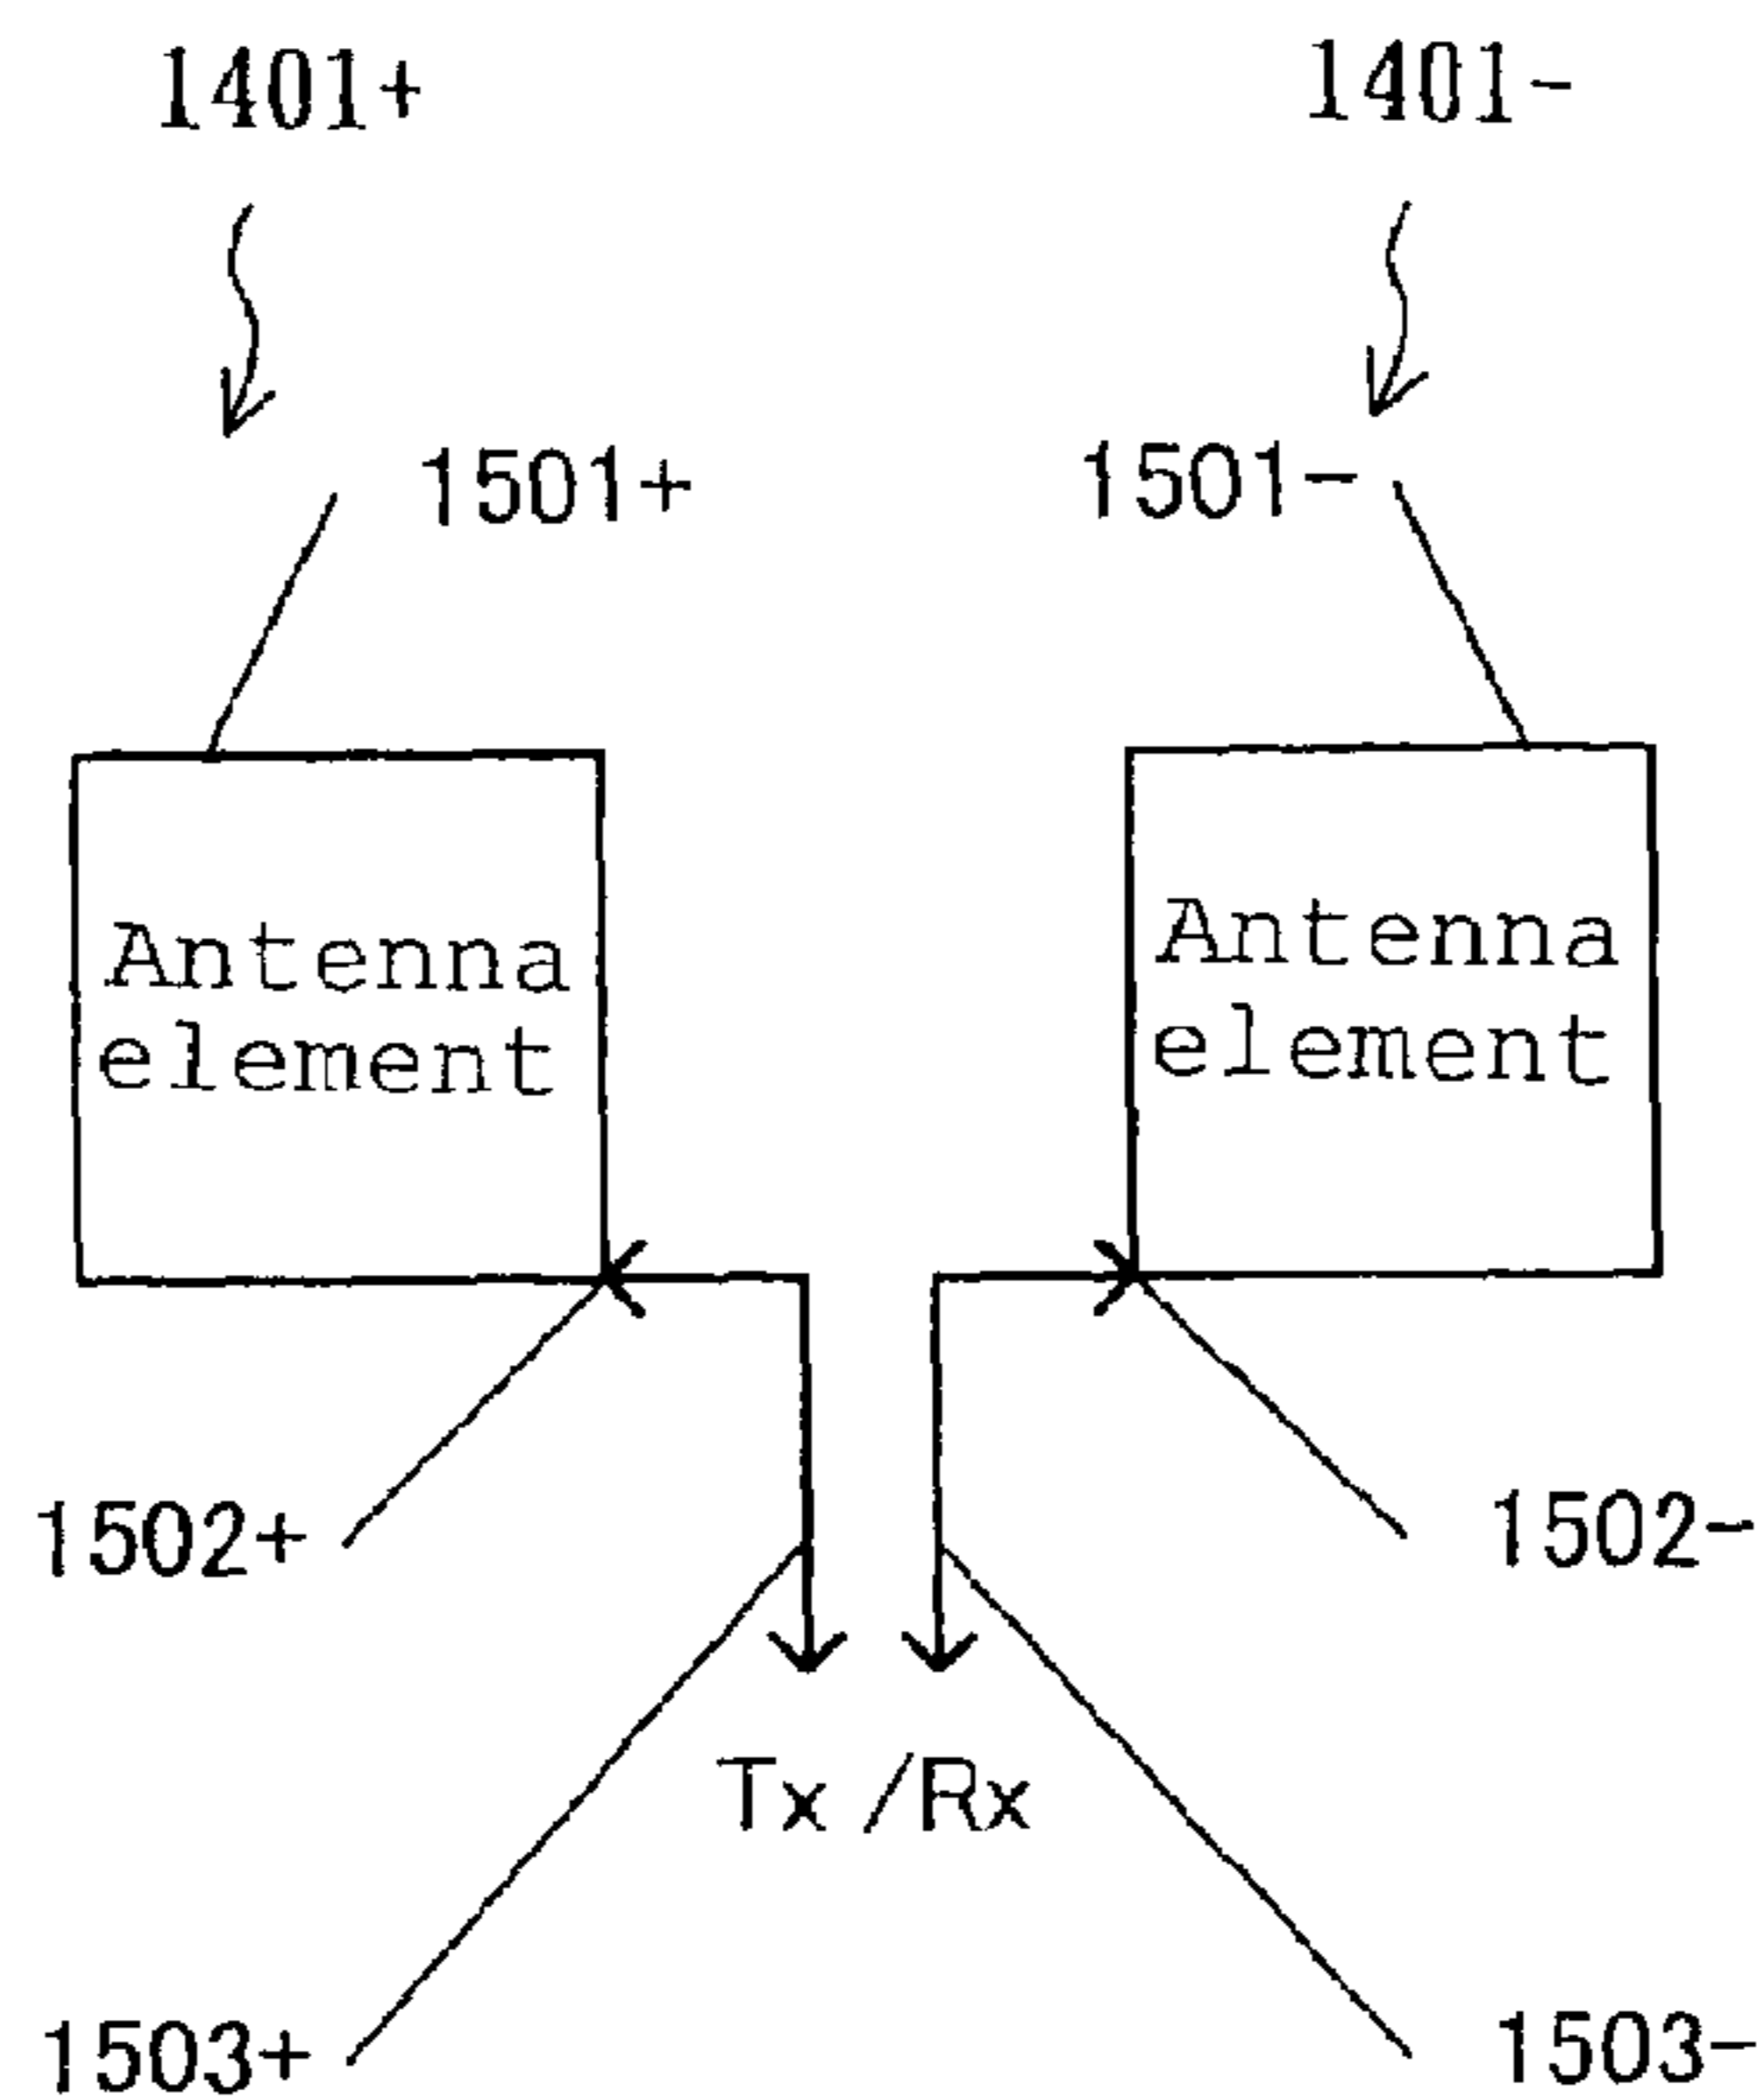 1401+
1401-
1501+
1501-
Antenna
element
Antenna
element
1502+
1502-
Tx /Rx
1503+
1503-